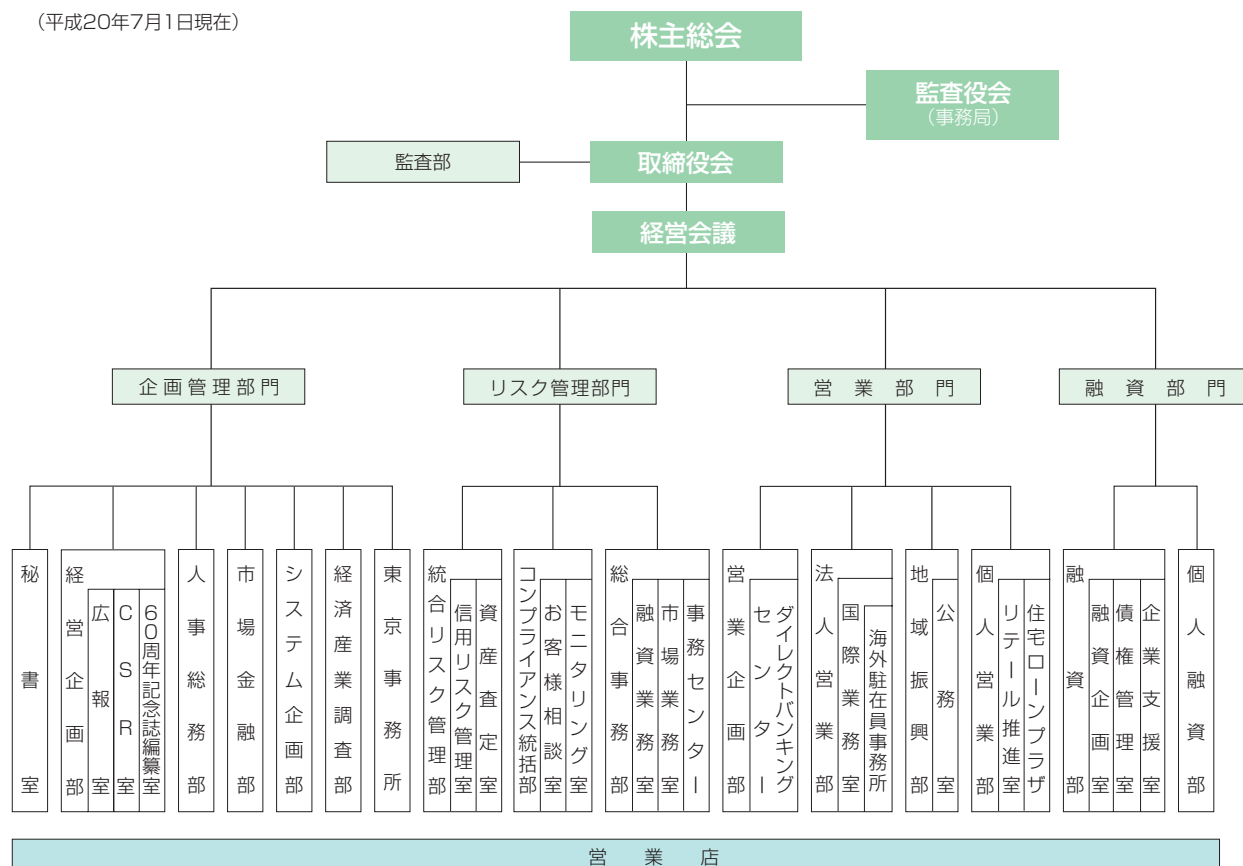 （平成20年7月1日現在）
株主総会
監査役会
（事務局）
監査部
取締役会
経営会議
企画管理部門
リスク管理部門
営業部門
融資部門
秘書室
経営企画部
広報室
CSR室
60周年記念誌編纂室
人事総務部
市場金融部
システム企画部
経済産業調査部
東京事務所
統合リスク管理部
信用リスク管理室
資産査定室
コンプライアンス統括部
お客様相談室
モニタリング室
総合事務部
融資業務室
市場業務室
事務センター
営業企画部
ダイレクトバンキング
センター
法人営業部
国際業務室
海外駐在員事務所
地域振興部
公務室
個人営業部
リテール推進室
住宅ローンプラザ
融資部
融資企画室
債権管理室
企業支援室
個人融資部
営業店